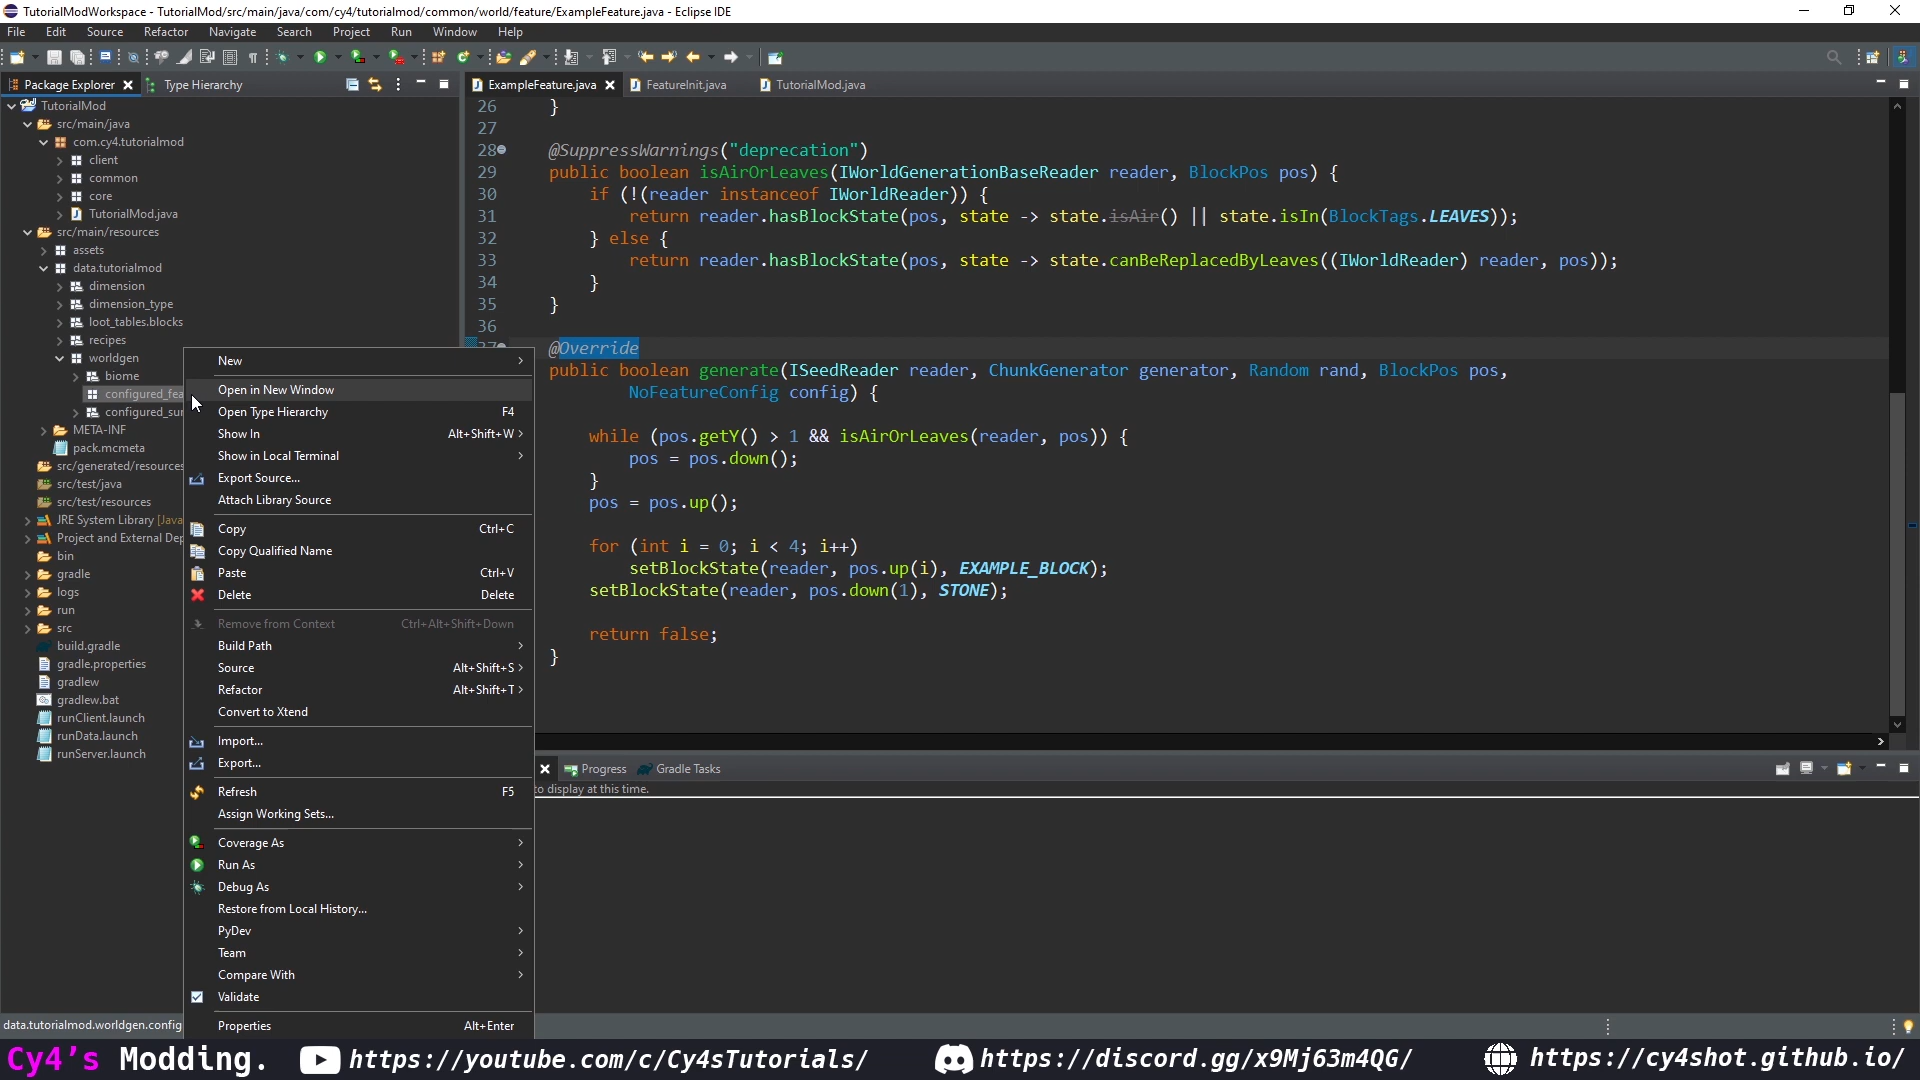 TutorialModWorkspace - TutorialMod/src/main/java/com/cy4/tutorialmod/common/world/feature/ExampleFeature.java - Eclipse IDE
File Edit Source Refactor Navigate Search Project Run Window Help
Package Explorer Type Hierarchy
ExampleFeature.java FeatureInit.java TutorialMod.java
TutorialMod
src/main/java
com.cy4.tutorialmod
client
common
core
TutorialMod.java
src/main/resources
assets
data.tutorialmod
dimension
dimension_type
loot_tables.blocks
recipes
worldgen
biome
configured_fea
configured_sur
META-INF
pack.mcmeta
src/generated/resources
src/test/java
src/test/resources
JRE System Library [Java
Project and External Dep
bin
gradle
logs
run
src
build.gradle
gradle.properties
gradlew
gradlew.bat
runClient.launch
runData.launch
runServer.launch
New
Open in New Window
Open Type Hierarchy F4
Show In Alt+Shift+W
Show in Local Terminal
Export Source...
Attach Library Source
Copy Ctrl+C
Copy Qualified Name
Paste Ctrl+V
Delete Delete
Remove from Context Ctrl+Alt+Shift+Down
Build Path
Source Alt+Shift+S
Refactor Alt+Shift+T
Convert to Xtend
Import...
Export...
Refresh F5
Assign Working Sets...
Coverage As
Run As
Debug As
Restore from Local History...
PyDev
Team
Compare With
Validate
Properties Alt+Enter
26 }
27
28 @SuppressWarnings("deprecation")
29 public boolean isAirOrLeaves(IWorldGenerationBaseReader reader, BlockPos pos) {
30 if (!(reader instanceof IWorldReader)) {
31 return reader.hasBlockState(pos, state -> state.isAir() || state.isIn(BlockTags.LEAVES));
32 } else {
33 return reader.hasBlockState(pos, state -> state.canBeReplacedByLeaves((IWorldReader) reader, pos));
34 }
35 }
36
@Override
public boolean generate(ISeedReader reader, ChunkGenerator generator, Random rand, BlockPos pos,
NoFeatureConfig config) {
while (pos.getY() > 1 && isAirOrLeaves(reader, pos)) {
pos = pos.down();
}
pos = pos.up();
for (int i = 0; i < 4; i++)
setBlockState(reader, pos.up(i), EXAMPLE_BLOCK);
setBlockState(reader, pos.down(1), STONE);
return false;
}
Progress Gradle Tasks
to display at this time.
data.tutorialmod.worldgen.config
Cy4's Modding. https://youtube.com/c/Cy4sTutorials/ https://discord.gg/x9Mj63m4QG/ https://cy4shot.github.io/